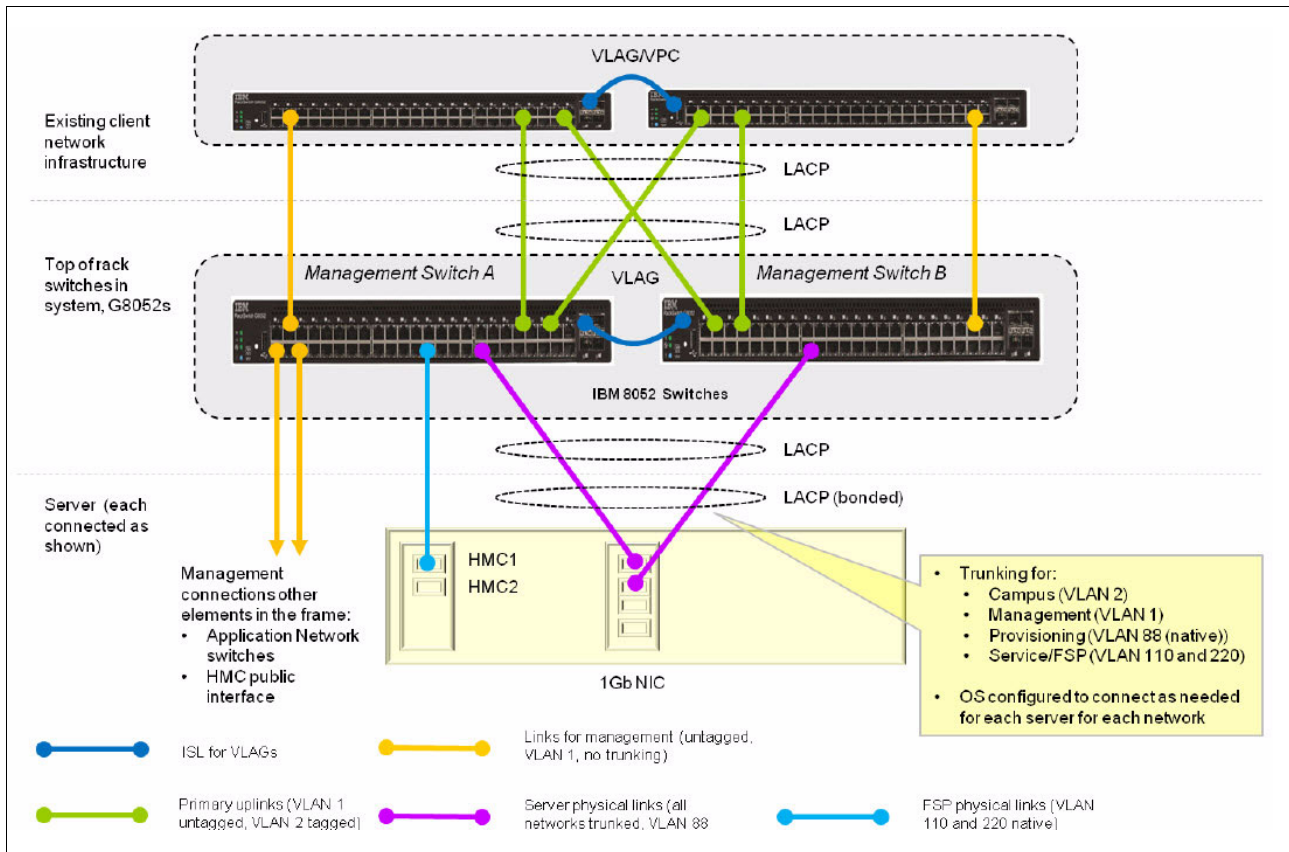 VLAG/VPC
Existing client
network
infrastructure
LACP
LACP
Top of rack
switches in
system, G8052s
Management Switch A
VLAG
Management Switch B
IBM
IBM
IBM 8052 Switches
LACP
LACP (bonded)
Server (each
connected as
shown)
HMC1
HMC2
1Gb NIC
Management
connections other
elements in the frame:
• Application Network
switches
• HMC public
interface
• Trunking for:
• Campus (VLAN 2)
• Management (VLAN 1)
• Provisioning (VLAN 88 (native))
• Service/FSP (VLAN 110 and 220)
• OS configured to connect as needed
for each server for each network
ISL for VLAGs
Links for management (untagged,
VLAN 1, no trunking)
Primary uplinks (VLAN 1
untagged, VLAN 2 tagged)
Server physical links (all
networks trunked, VLAN 88
FSP physical links (VLAN
110 and 220 native)